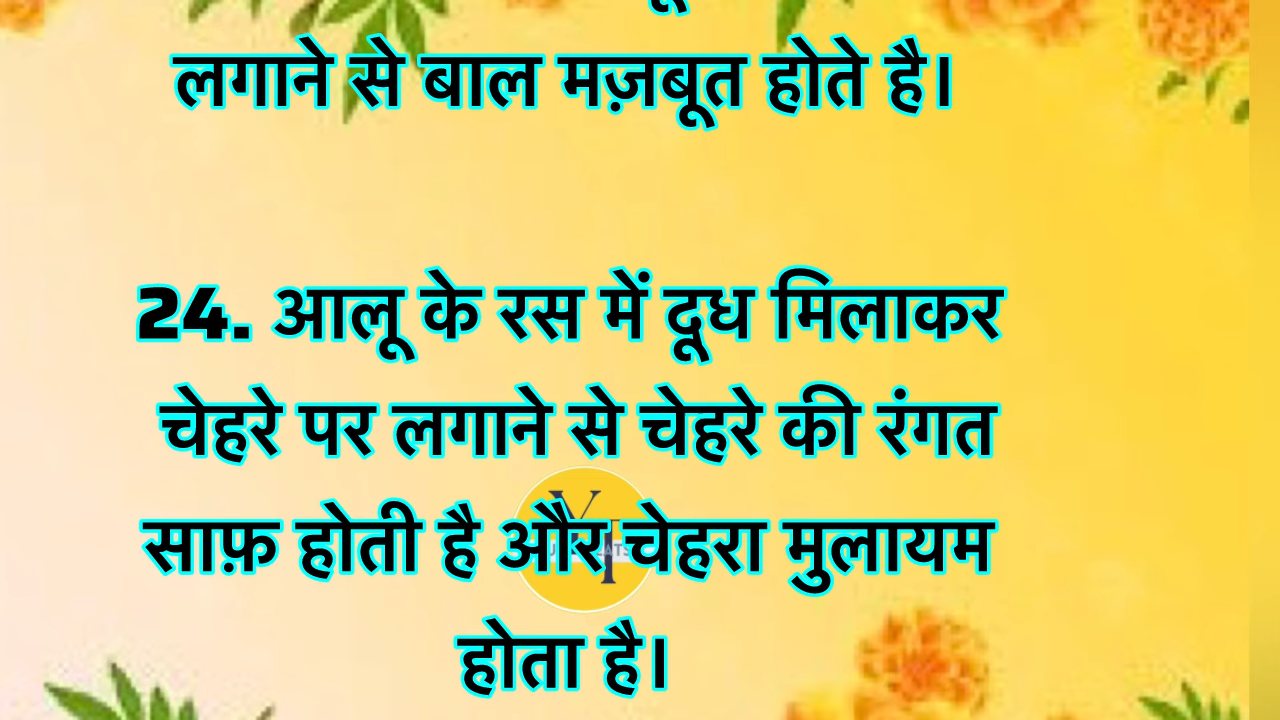 लगाने से बाल मज़बूत होते है।
24. आलू के रस में दूध मिलाकर
चेहरे पर लगाने से चेहरे की रंगत
साफ़ होती है और चेहरा मुलायम
होता है।